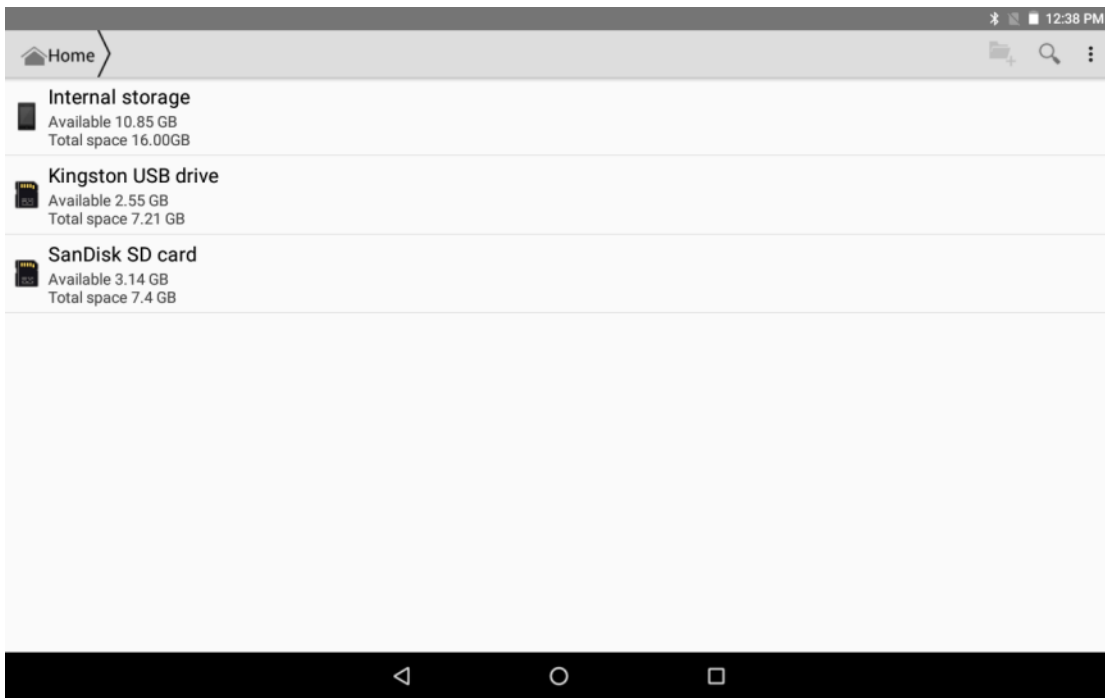 12:38 PM
Home
Internal storage
Available 10.85 GB
Total space 16.00GB
Kingston USB drive
Available 2.55 GB
Total space 7.21 GB
SanDisk SD card
Available 3.14 GB
Total space 7.4 GB